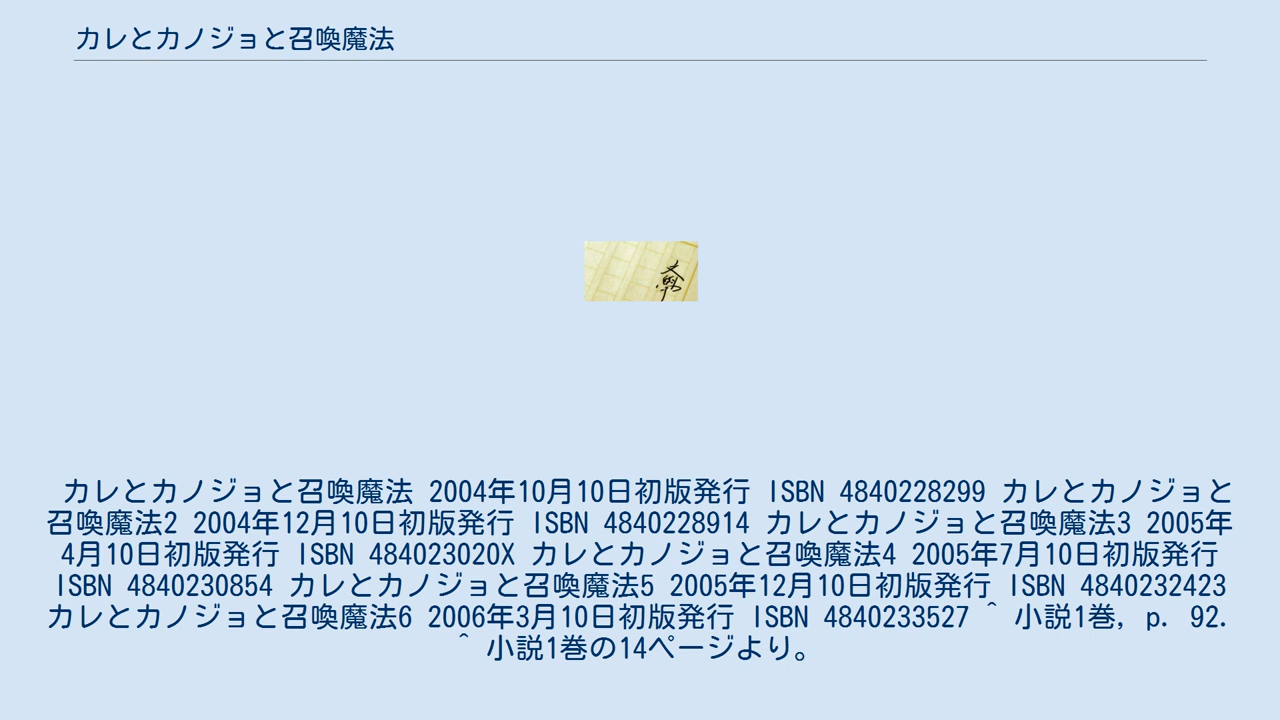 カレとカノジョと召喚魔法
カレとカノジョと召喚魔法 2004年10月10日初版発行 ISBN 4840228299 カレとカノジョと
召喚魔法2 2004年12月10日初版発行 ISBN 4840228914 カレとカノジョと召喚魔法3 2005年
4月10日初版発行 ISBN 484023020X カレとカノジョと召喚魔法4 2005年7月10日初版発行
ISBN 4840230854 カレとカノジョと召喚魔法5 2005年12月10日初版発行 ISBN 4840232423
カレとカノジョと召喚魔法6 2006年3月10日初版発行 ISBN 4840233527 ^ 小説1巻, p. 92.
^ 小説1巻の14ページより。